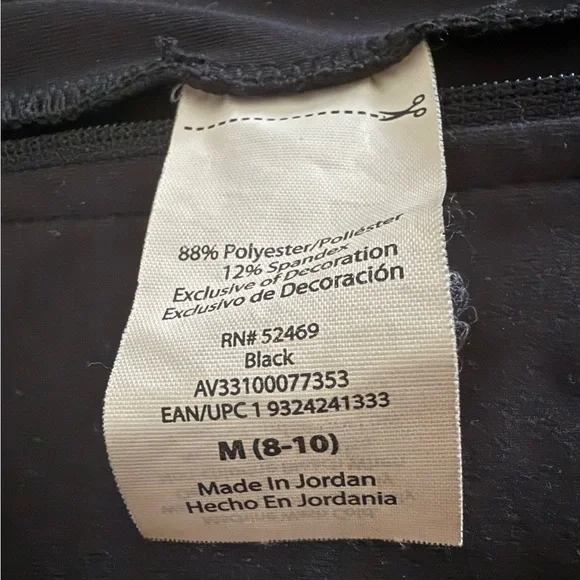 88% Polyester/Poliéster
12% Spandex
Exclusive of Decoration
Exclusivo de Decoración
RN# 52469
Black
AV33100077353
EAN/UPC 1 9324241333
M (8-10)
Made In Jordan
Hecho En Jordania